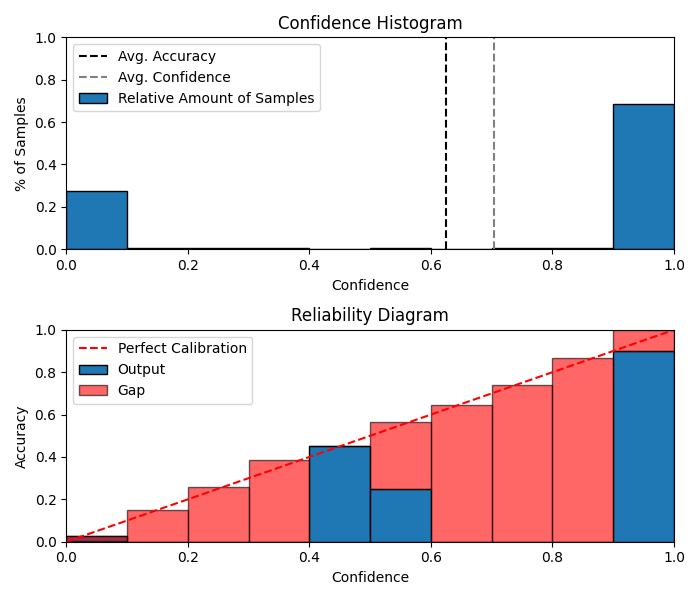 Confidence Histogram
1.0
0.8
0.6
0.4
0.2
0.0
% of Samples
Avg. Accuracy
Avg. Confidence
Relative Amount of Samples
0.0 0.2 0.4 0.6 0.8 1.0
Confidence
Reliability Diagram
1.0
0.8
0.6
0.4
0.2
0.0
Accuracy
Perfect Calibration
Output
Gap
0.0 0.2 0.4 0.6 0.8 1.0
Confidence